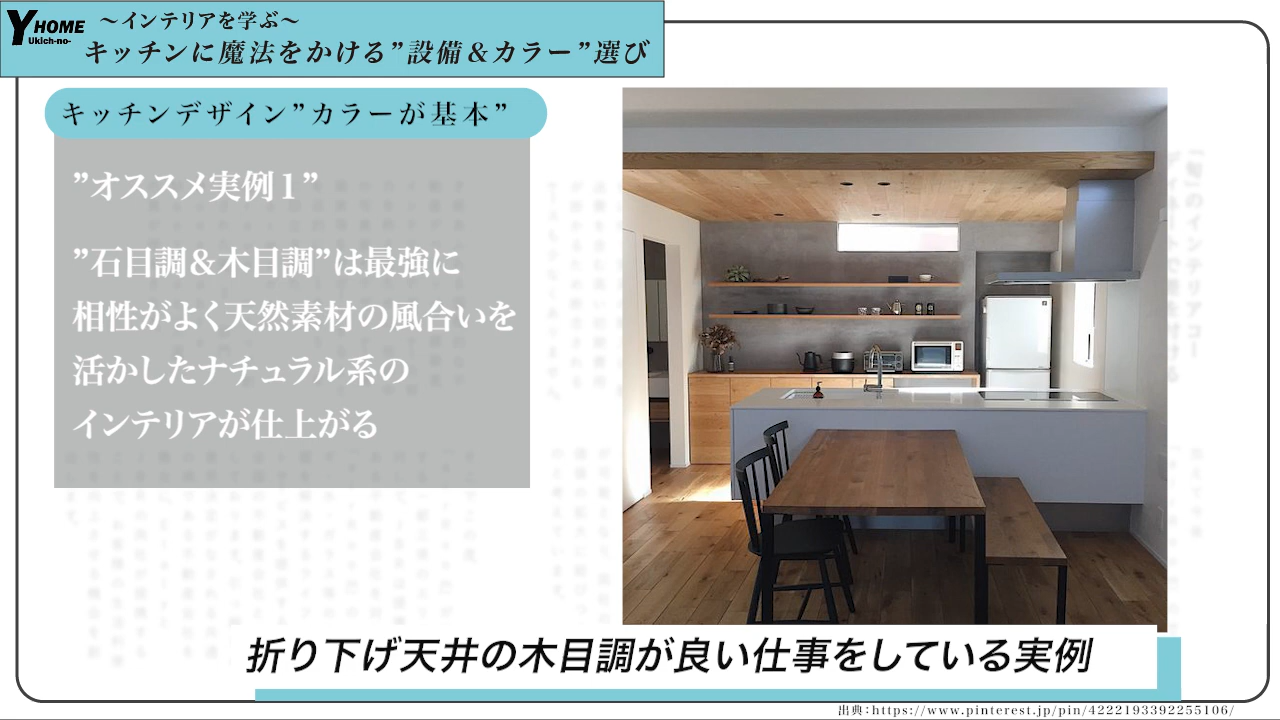 YHOME
Ukich-no-
～インテリアを学ぶ～
キッチンに魔法をかける”設備＆カラー”選び
キッチンデザイン”カラーが基本”
”オススメ実例１”
”石目調＆木目調”は最強に
相性がよく天然素材の風合いを
活かしたナチュラル系の
インテリアが仕上がる
折り下げ天井の木目調が良い仕事をしている実例
出典：https://www.pinterest.jp/pin/4222193392255106/